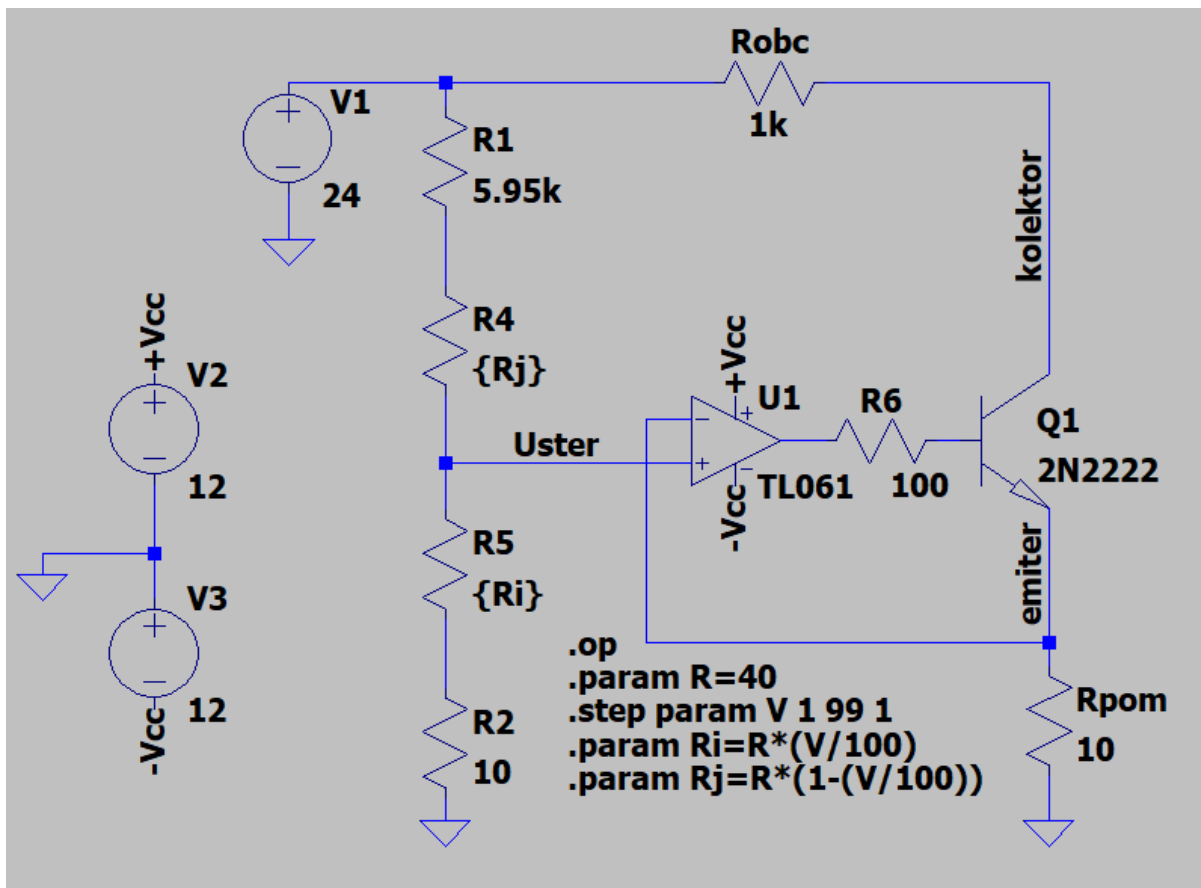 Robc
1k
V1
24
R1
5.95k
kolektor
R4
{Rj}
+Vcc
V2
12
+Vcc
U1
R6
100
Q1
2N2222
Uster
TL061
-Vcc
R5
{Ri}
V3
12
-Vcc
emiter
R2
10
.op
.param R=40
.step param V 1 99 1
.param Ri=R*(V/100)
.param Rj=R*(1-(V/100))
Rpom
10